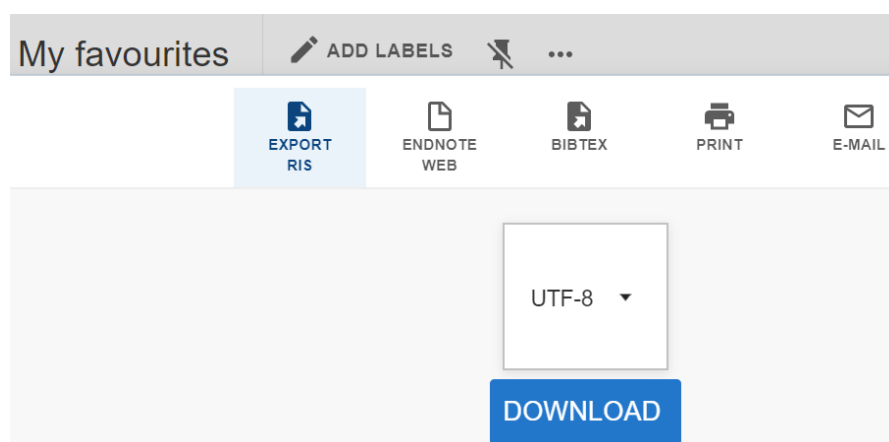 My favourites
ADD LABELS
EXPORT
RIS
ENDNOTE
WEB
BIBTEX
PRINT
E-MAIL
UTF-8
DOWNLOAD